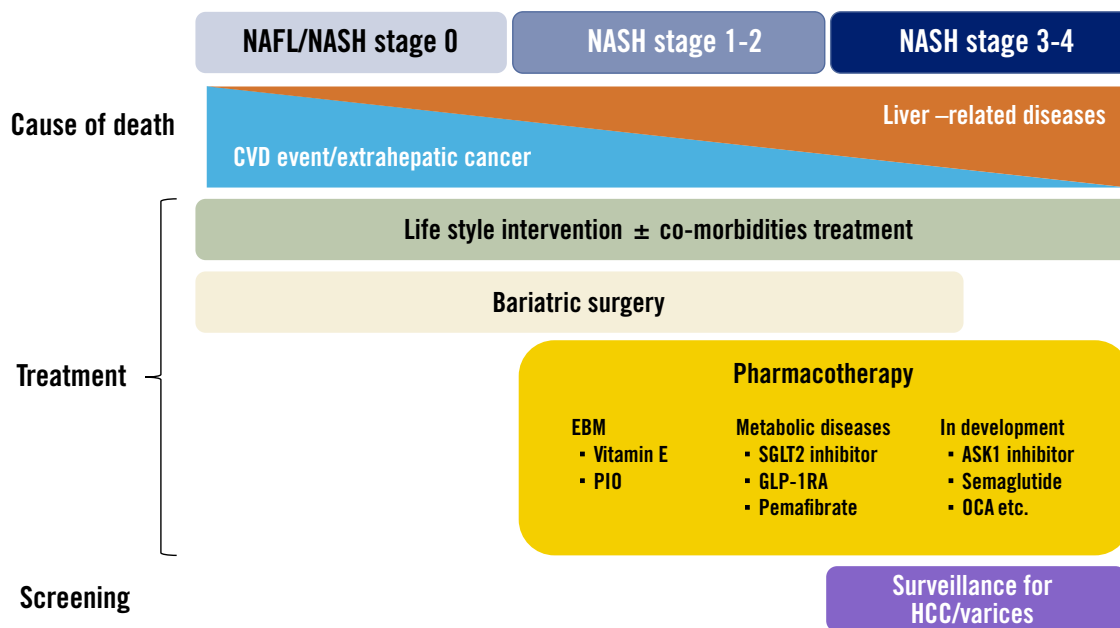 NAFL/NASH stage 0
NASH stage 1-2
NASH stage 3-4
Cause of death
Liver –related diseases
CVD event/extrahepatic cancer
Treatment
Life style intervention ± co-morbidities treatment
Bariatric surgery
Pharmacotherapy
EBM
▪ Vitamin E
▪ PIO
Metabolic diseases
▪ SGLT2 inhibitor
▪ GLP-1RA
▪ Pemafibrate
In development
▪ ASK1 inhibitor
▪ Semaglutide
▪ OCA etc.
Screening
Surveillance for
HCC/varices